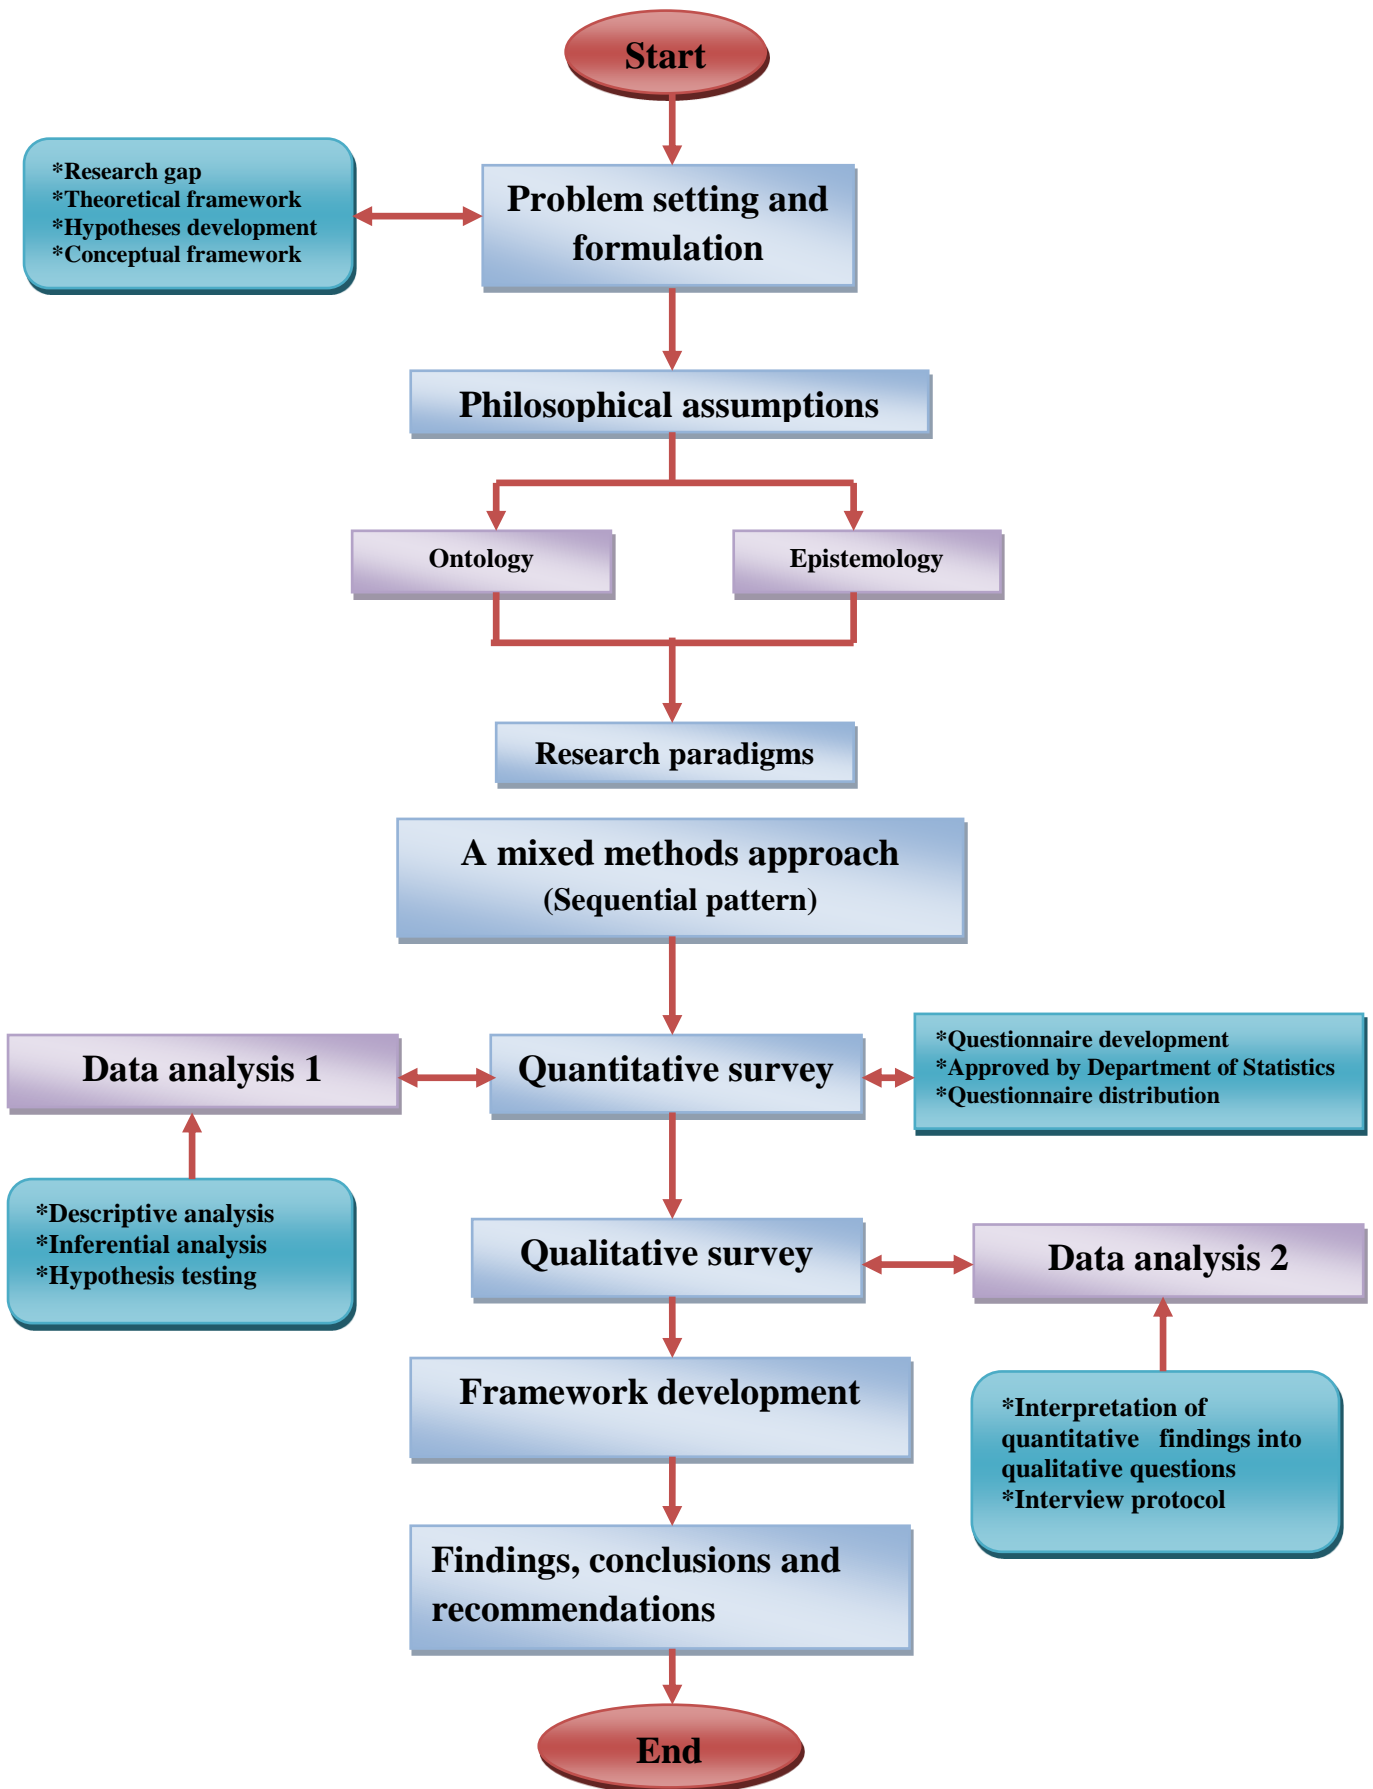 Start
*Research gap
*Theoretical framework
*Hypotheses development
*Conceptual framework
Problem setting and
formulation
Philosophical assumptions
Ontology
Epistemology
Research paradigms
A mixed methods approach
(Sequential pattern)
Data analysis 1
Quantitative survey
*Questionnaire development
*Approved by Department of Statistics
*Questionnaire distribution
*Descriptive analysis
*Inferential analysis
*Hypothesis testing
Qualitative survey
Data analysis 2
Framework development
*Interpretation of
quantitative findings into
qualitative questions
*Interview protocol
Findings, conclusions and
recommendations
End